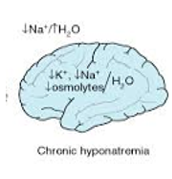 ↓Na⁺/↑H₂O
↓K⁺, ↓Na⁺
↓osmolytes/H₂O
Chronic hyponatremia